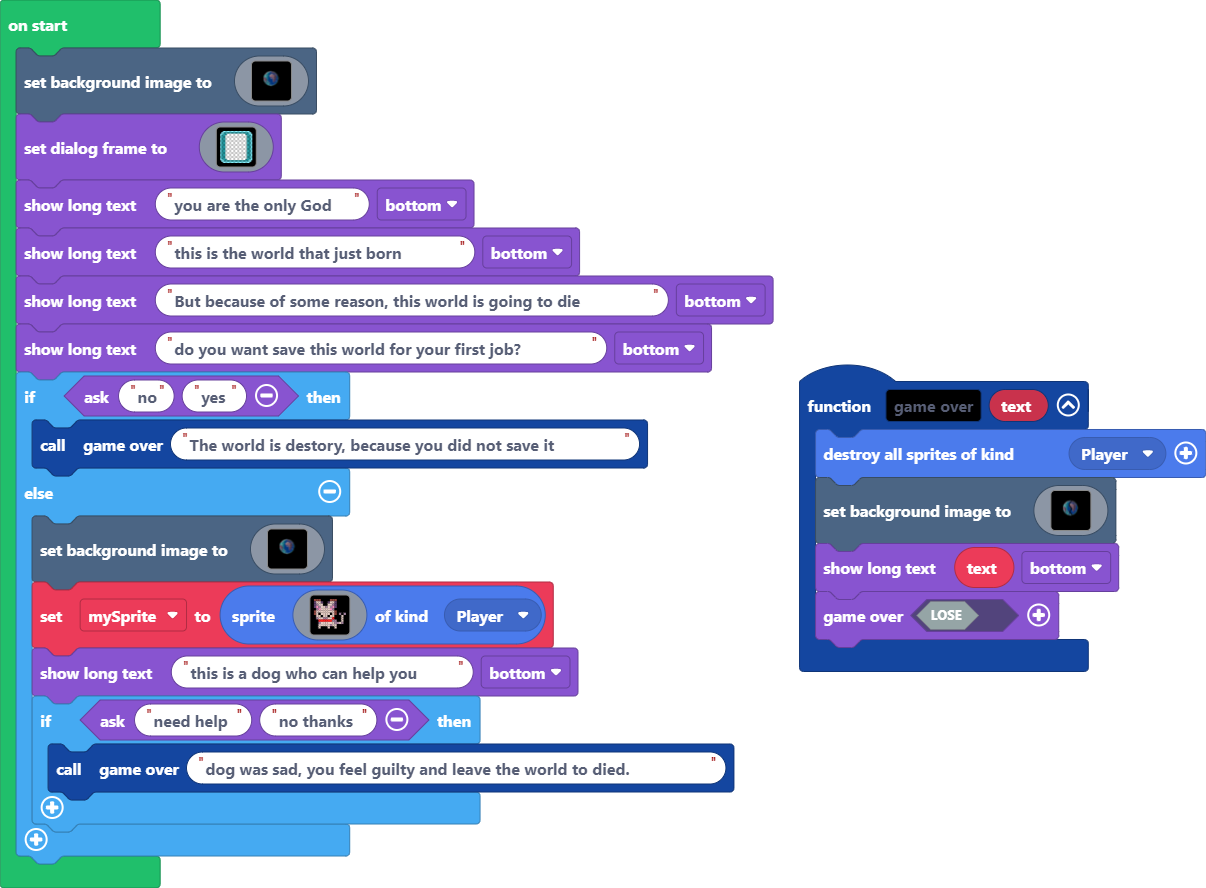 on start
set background image to
set dialog frame to
show long text "you are the only God" bottom
show long text "this is the world that just born" bottom
show long text "But because of some reason, this world is going to die" bottom
show long text "do you want save this world for your first job?" bottom
if ask "no" "yes" then
call game over "The world is destory, because you did not save it"
else
set background image to
set mySprite to sprite of kind Player
show long text "this is a dog who can help you" bottom
if ask "need help" "no thanks" then
call game over "dog was sad, you feel guilty and leave the world to died."
function game over text
destroy all sprites of kind Player
set background image to
show long text text bottom
game over LOSE